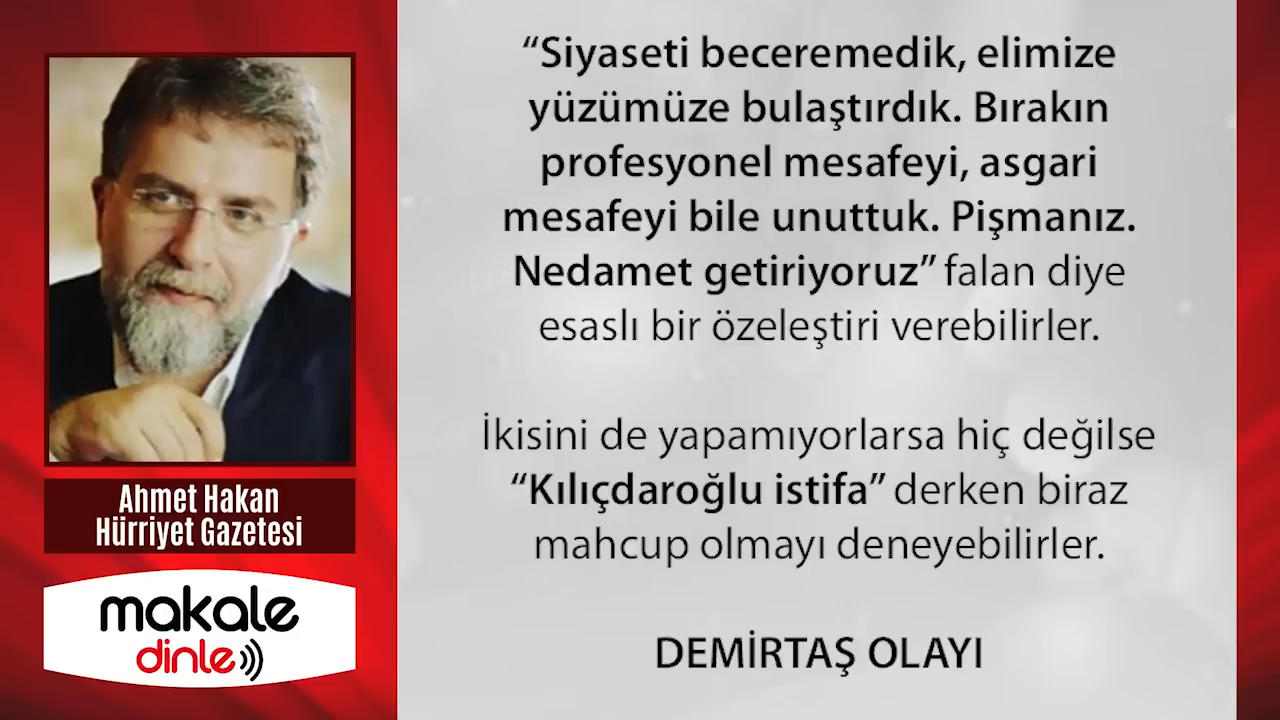 “Siyaseti beceremedik, elimize
yüzümüze bulaştırdık. Bırakın
profesyonel mesafeyi, asgari
mesafeyi bile unuttuk. Pişmanız.
Nedamet getiriyoruz” falan diye
esaslı bir özeleştiri verebilirler.
İkisini de yapamıyorlarsa hiç değilse
“Kılıçdaroğlu istifa” derken biraz
mahcup olmayı deneyebilirler.
DEMİRTAŞ OLAYI
Ahmet Hakan
Hürriyet Gazetesi
makale
dinle